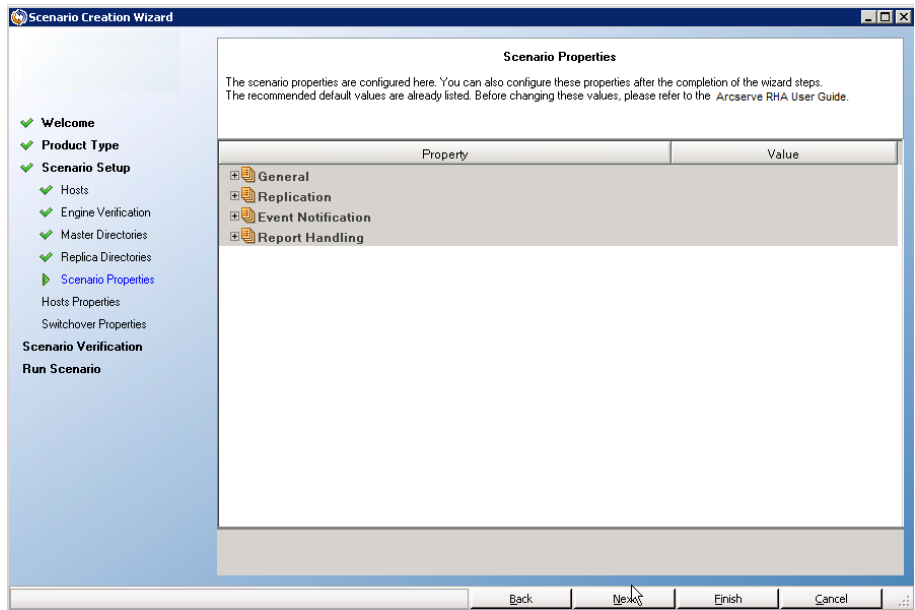 Scenario Creation Wizard
Scenario Properties
The scenario properties are configured here. You can also configure these properties after the completion of the wizard steps.
The recommended default values are already listed. Before changing these values, please refer to the Arcserve RHA User Guide.
Welcome
Product Type
Scenario Setup
Hosts
Engine Verification
Master Directories
Replica Directories
Scenario Properties
Hosts Properties
Switchover Properties
Scenario Verification
Run Scenario
Property Value
General
Replication
Event Notification
Report Handling
Back Next Finish Cancel